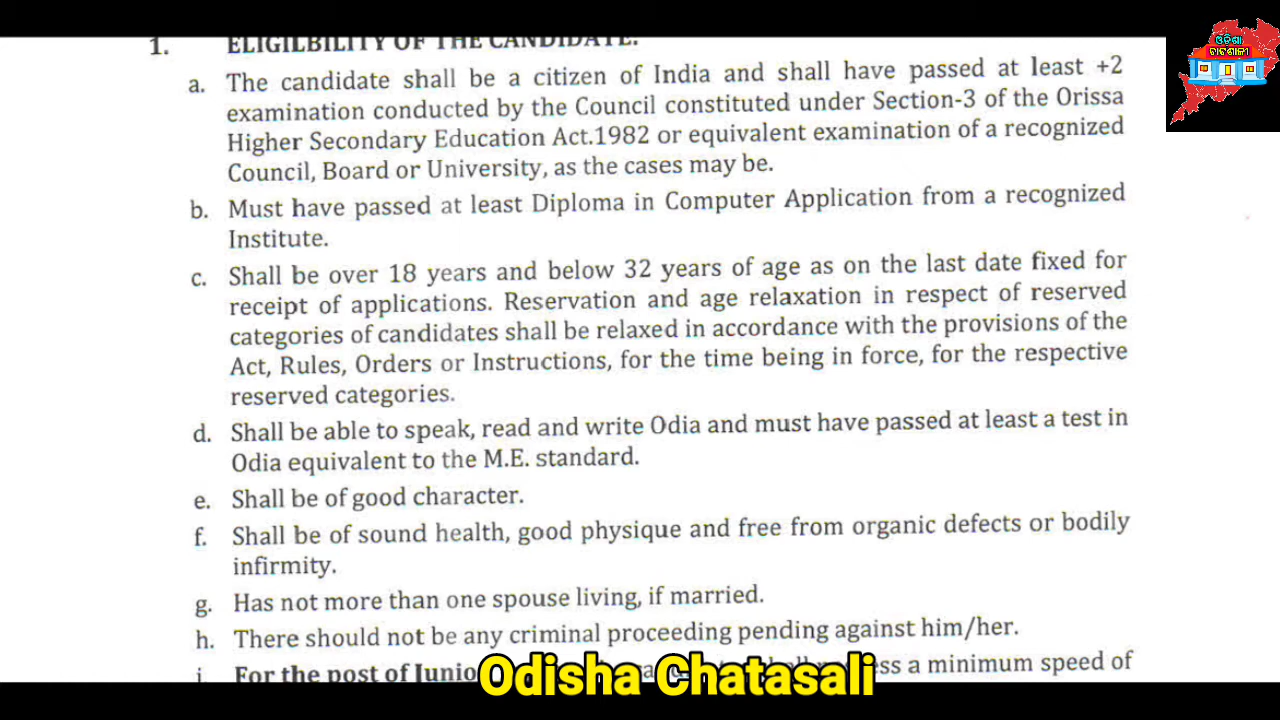 1. ELIGILBILITY OF THE CANDIDATE:
a. The candidate shall be a citizen of India and shall have passed at least +2
examination conducted by the Council constituted under Section-3 of the Orissa
Higher Secondary Education Act.1982 or equivalent examination of a recognized
Council, Board or University, as the cases may be.
b. Must have passed at least Diploma in Computer Application from a recognized
Institute.
c. Shall be over 18 years and below 32 years of age as on the last date fixed for
receipt of applications. Reservation and age relaxation in respect of reserved
categories of candidates shall be relaxed in accordance with the provisions of the
Act, Rules, Orders or Instructions, for the time being in force, for the respective
reserved categories.
d. Shall be able to speak, read and write Odia and must have passed at least a test in
Odia equivalent to the M.E. standard.
e. Shall be of good character.
f. Shall be of sound health, good physique and free from organic defects or bodily
infirmity.
g. Has not more than one spouse living, if married.
h. There should not be any criminal proceeding pending against him/her.
i. For the post of Junio a minimum speed of
Odisha Chatasali
ଓଡ଼ିଶା
ଚାଟଶାଳୀ